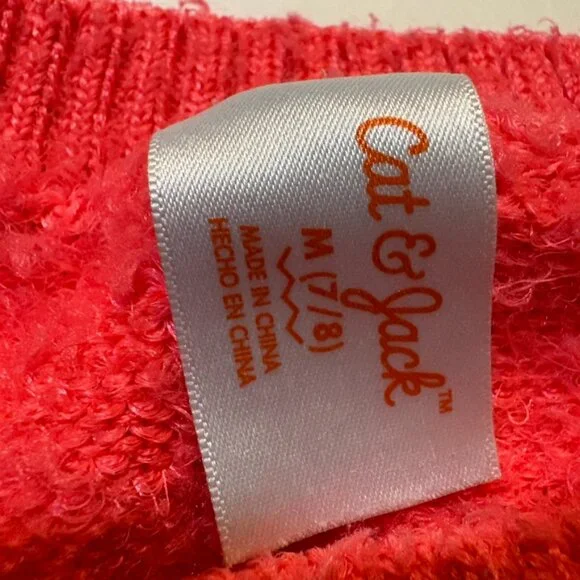 Cat & Jack™
M (7/8)
MADE IN CHINA
HECHO EN CHINA